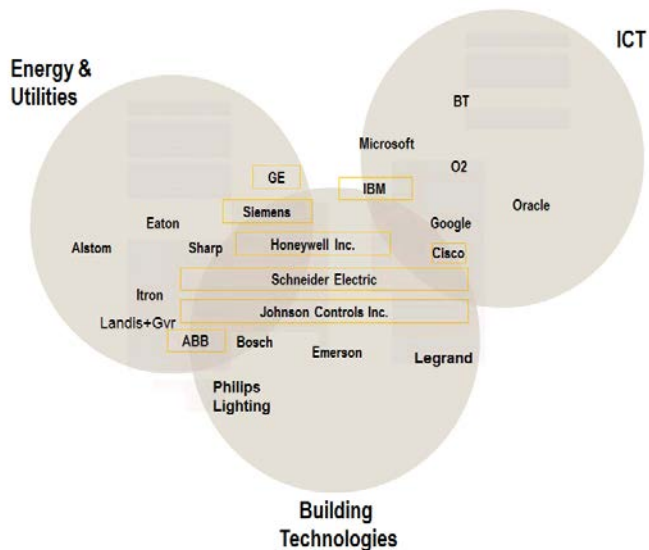 ICT
Energy &
Utilities
BT
Microsoft
O2
GE
IBM
Oracle
Siemens
Eaton
Google
Alstom
Sharp
Honeywell Inc.
Cisco
Schneider Electric
Itron
Johnson Controls Inc.
Landis+Gyr
ABB
Bosch
Emerson
Legrand
Philips
Lighting
Building
Technologies